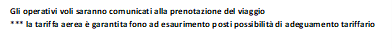 Gli operativi voli saranno comunicati alla prenotazione del viaggio
*** la tariffa aerea è garantita fono ad esaurimento posti possibilità di adeguamento tariffario